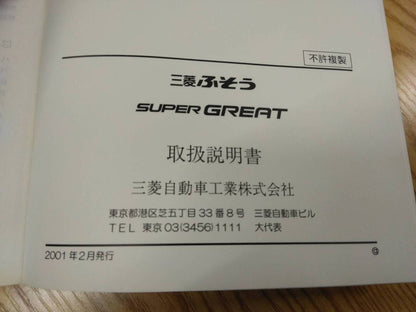 不許複製
三菱ふそう
SUPER GREAT
取扱説明書
三菱自動車工業株式会社
東京都港区芝五丁目33番8号 三菱自動車ビル
TEL 東京03(3456)1111 大代表
2001年2月発行